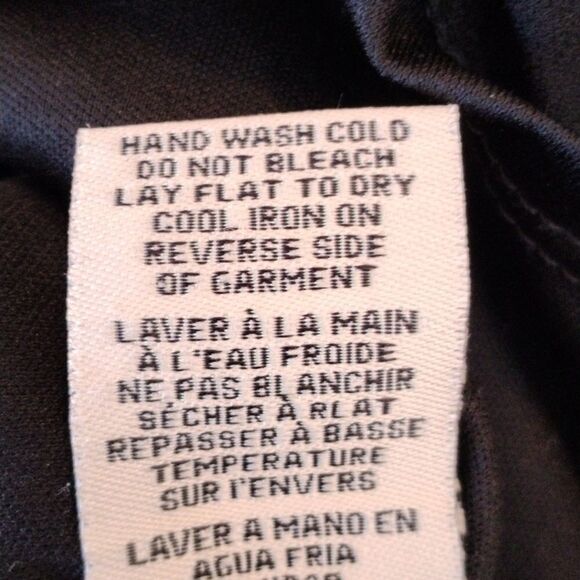 HAND WASH COLD
DO NOT BLEACH
LAY FLAT TO DRY
COOL IRON ON
REVERSE SIDE
OF GARMENT
LAVER À LA MAIN
À L'EAU FROIDE
NE PAS BLANCHIR
SÉCHER À RLAT
REPASSER À BASSE
TEMPERATURE
SUR l'ENVERS
LAVER A MANO EN
AGUA FRIA